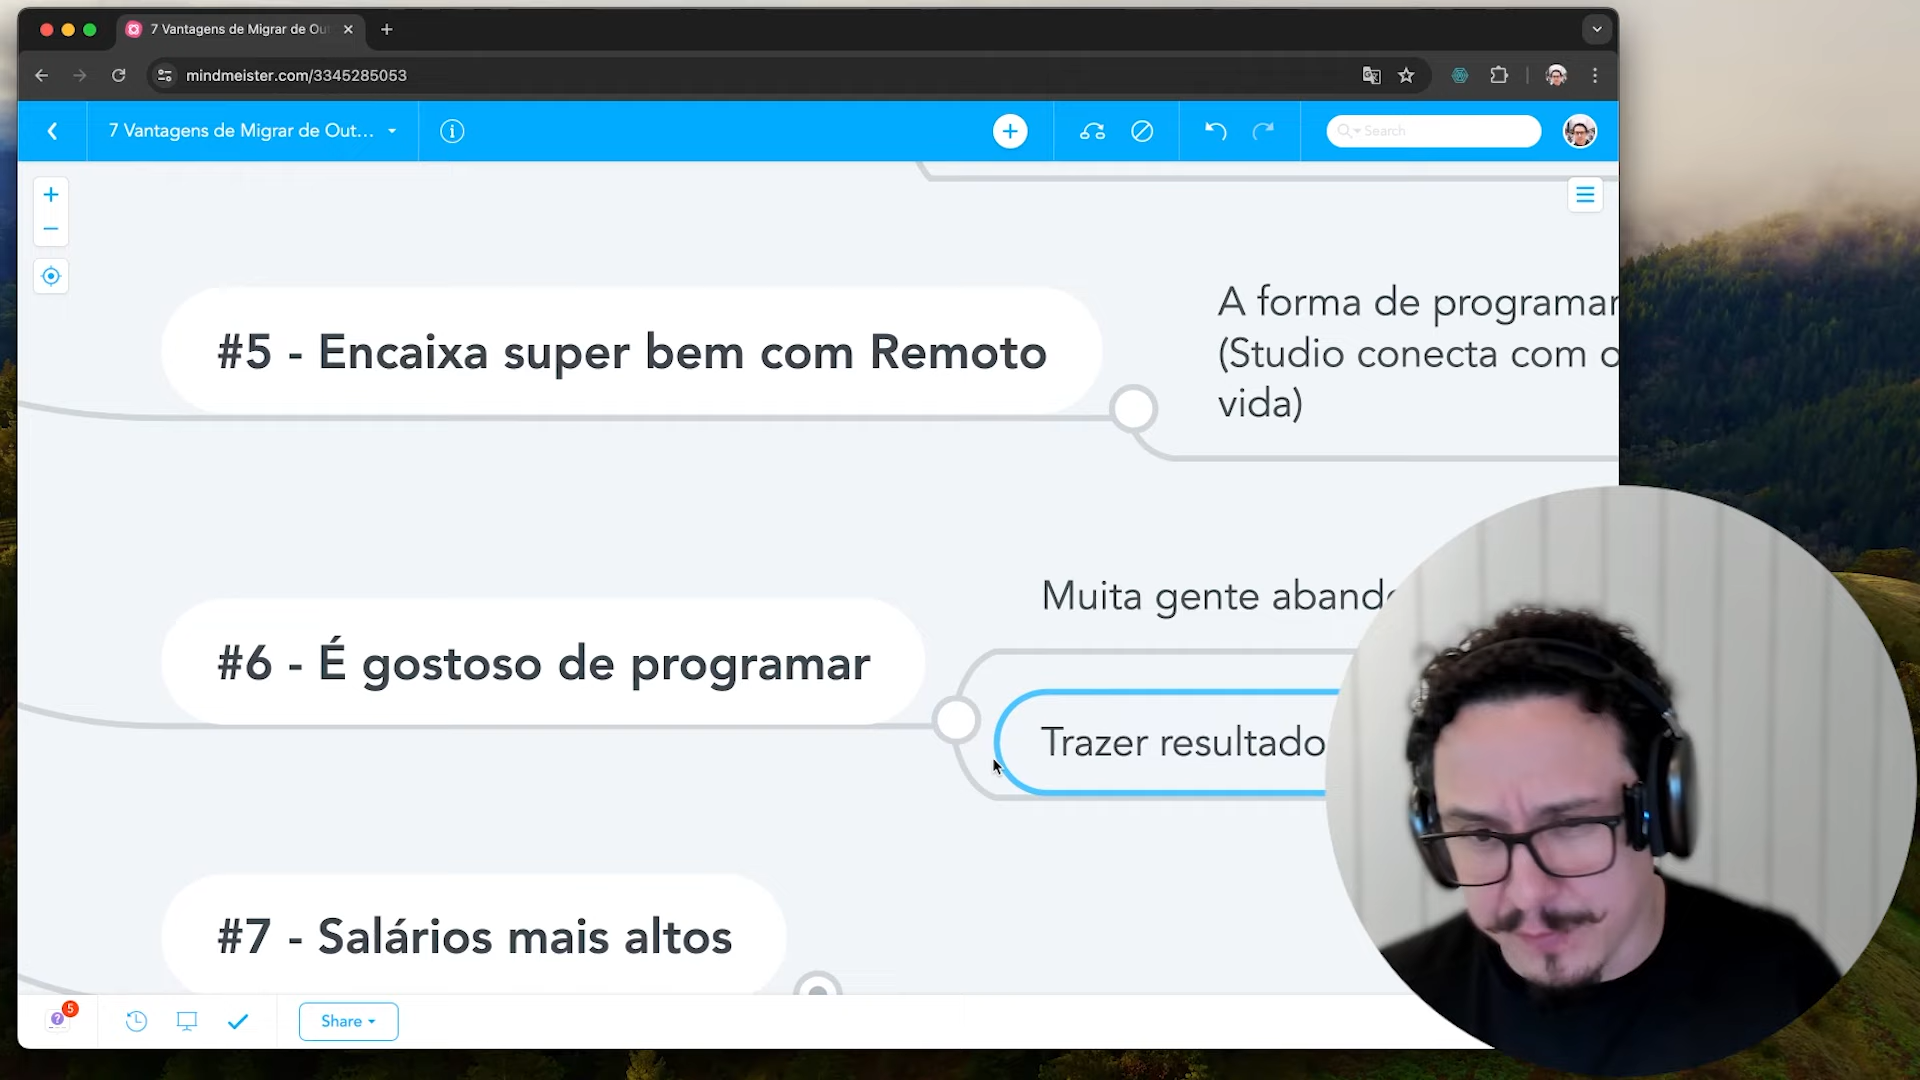 7 Vantagens de Migrar de Out
mindmeister.com/3345285053
7 Vantagens de Migrar de Out...
Search
A forma de programar
#5 - Encaixa super bem com Remoto
(Studio conecta com o
vida)
Muita gente abando
#6 - É gostoso de programar
Trazer resultado
#7 - Salários mais altos
5
Share